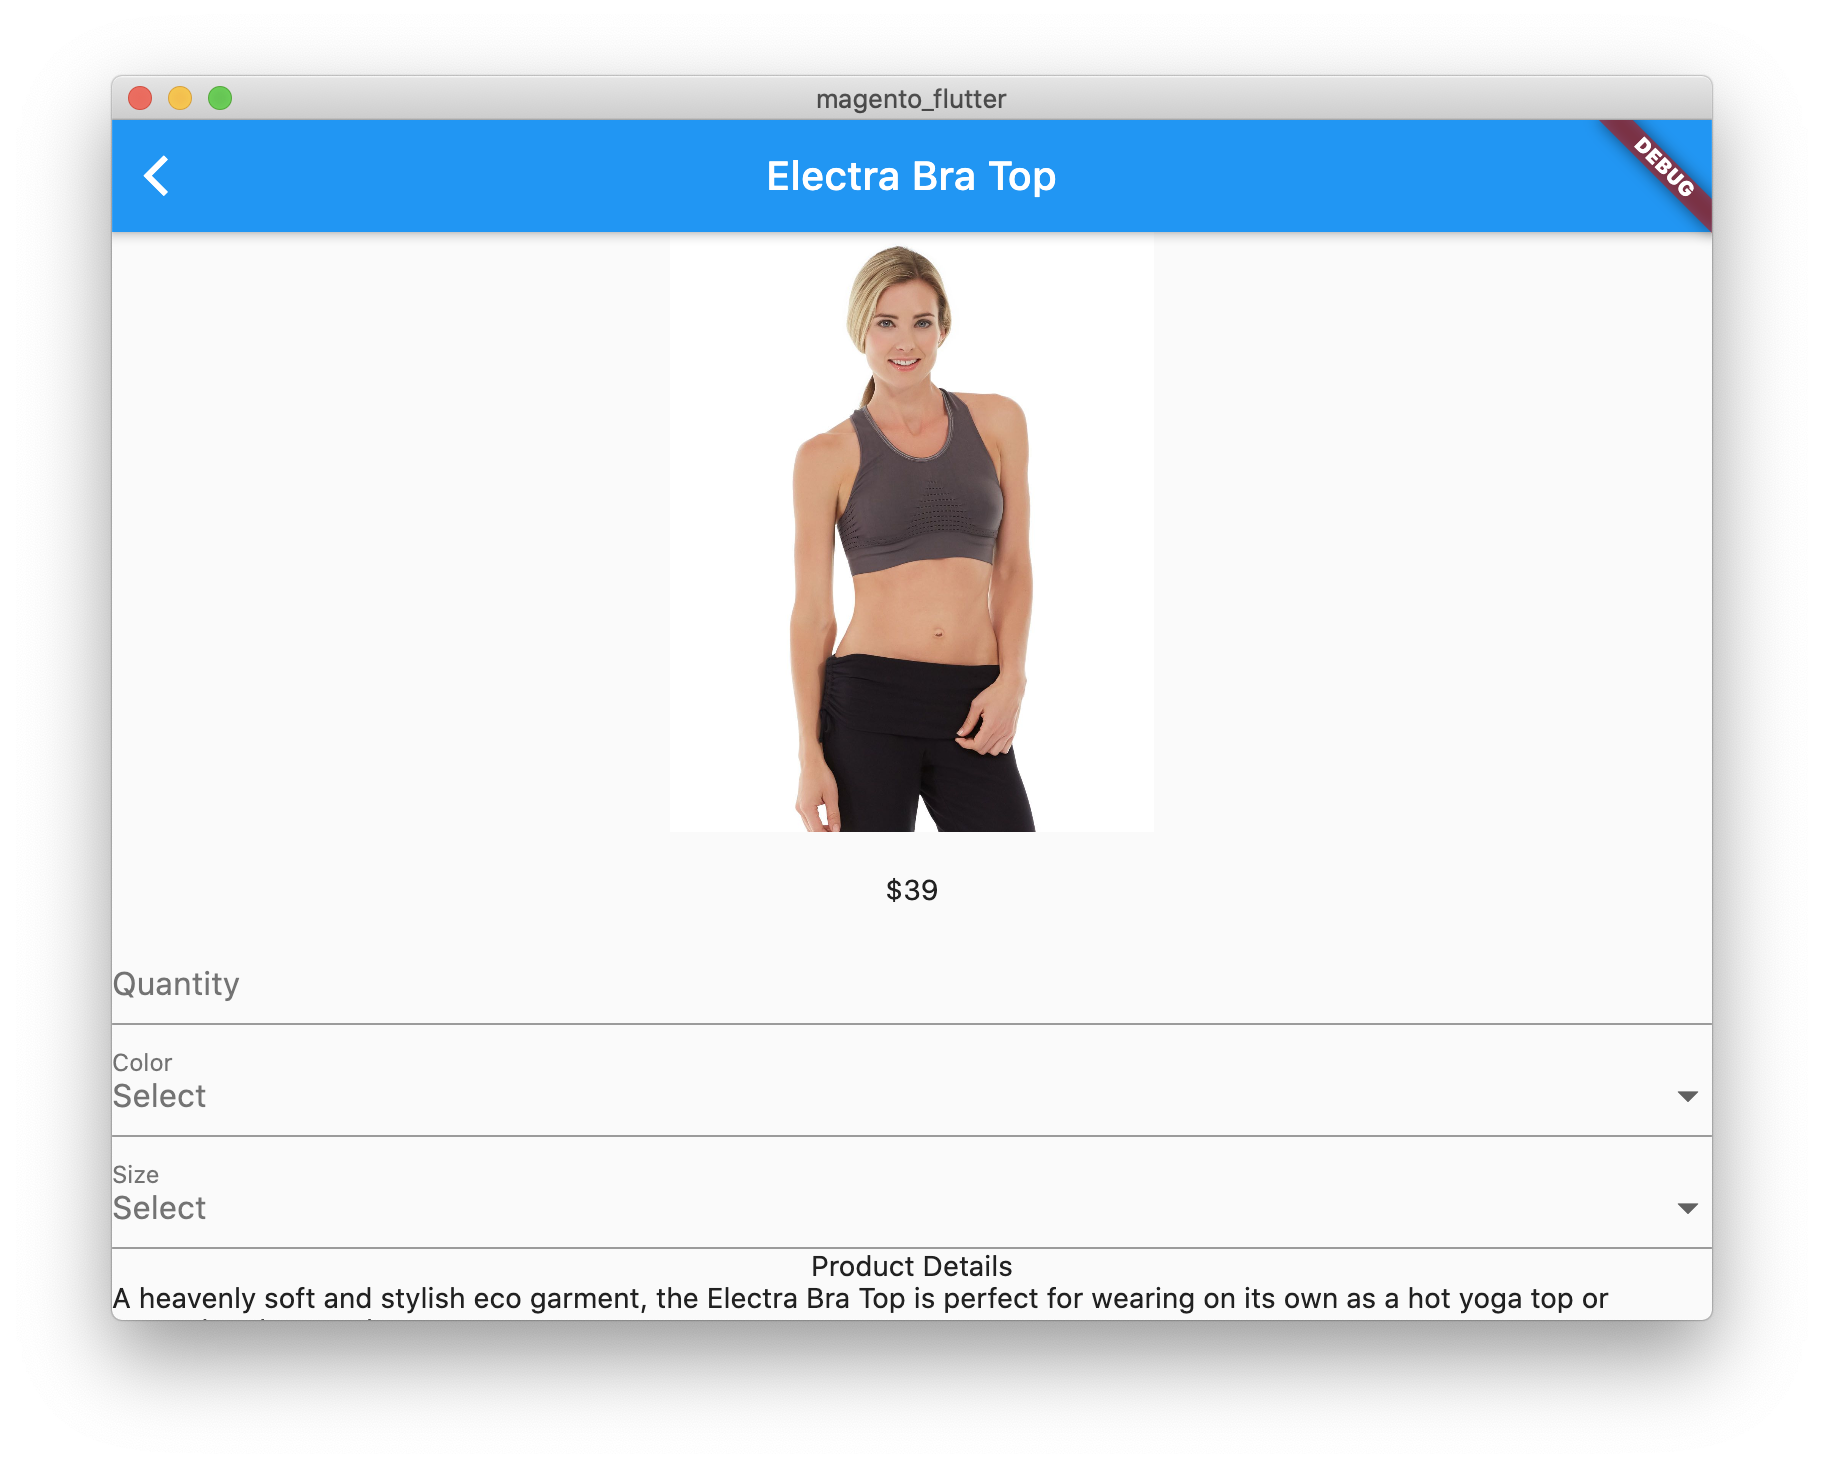 magento_flutter
Electra Bra Top
DEBUG
$39
Quantity
Color
Select
Size
Select
Product Details
A heavenly soft and stylish eco garment, the Electra Bra Top is perfect for wearing on its own as a hot yoga top or